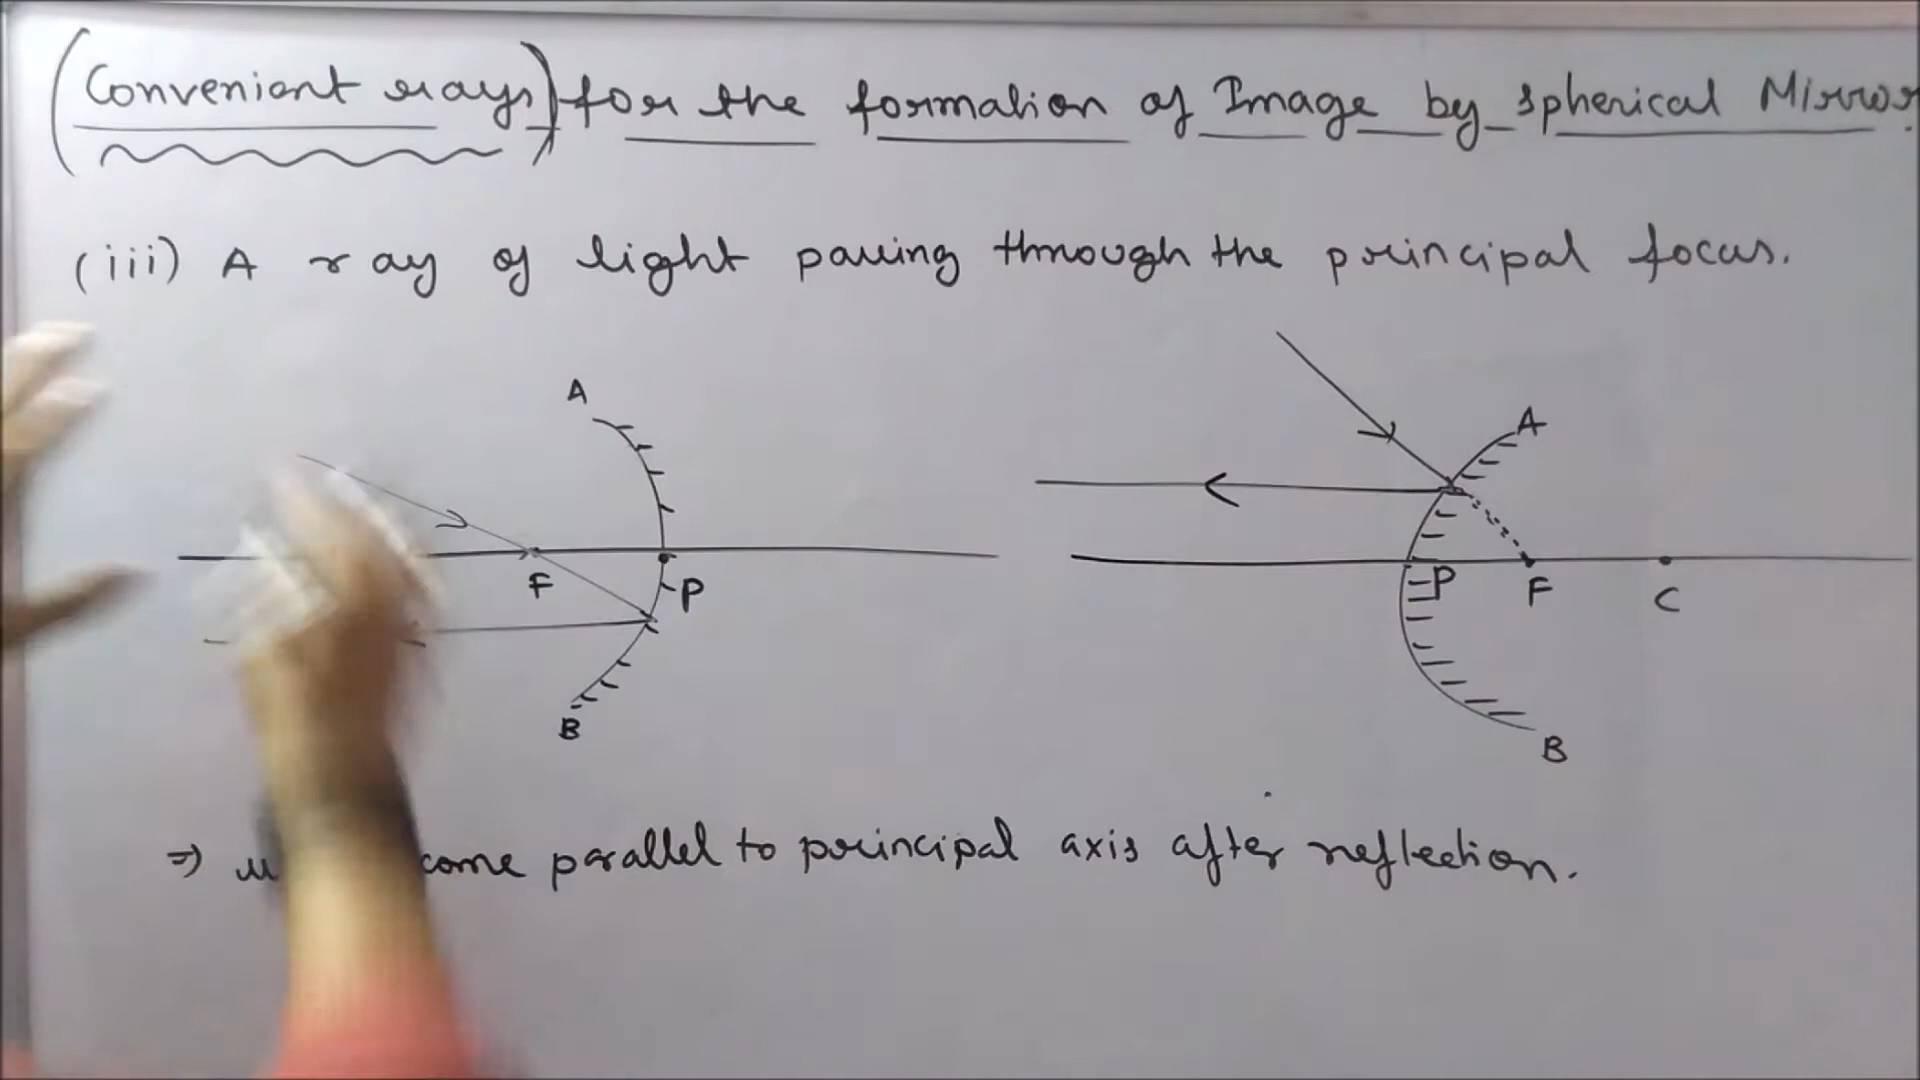 (Convenient rays) for the formation of Image by spherical Mirror
(iii) A ray of light passing through the principal focus.
A
F
P
B
A
P
F
C
B
⇒ come parallel to principal axis after reflection.